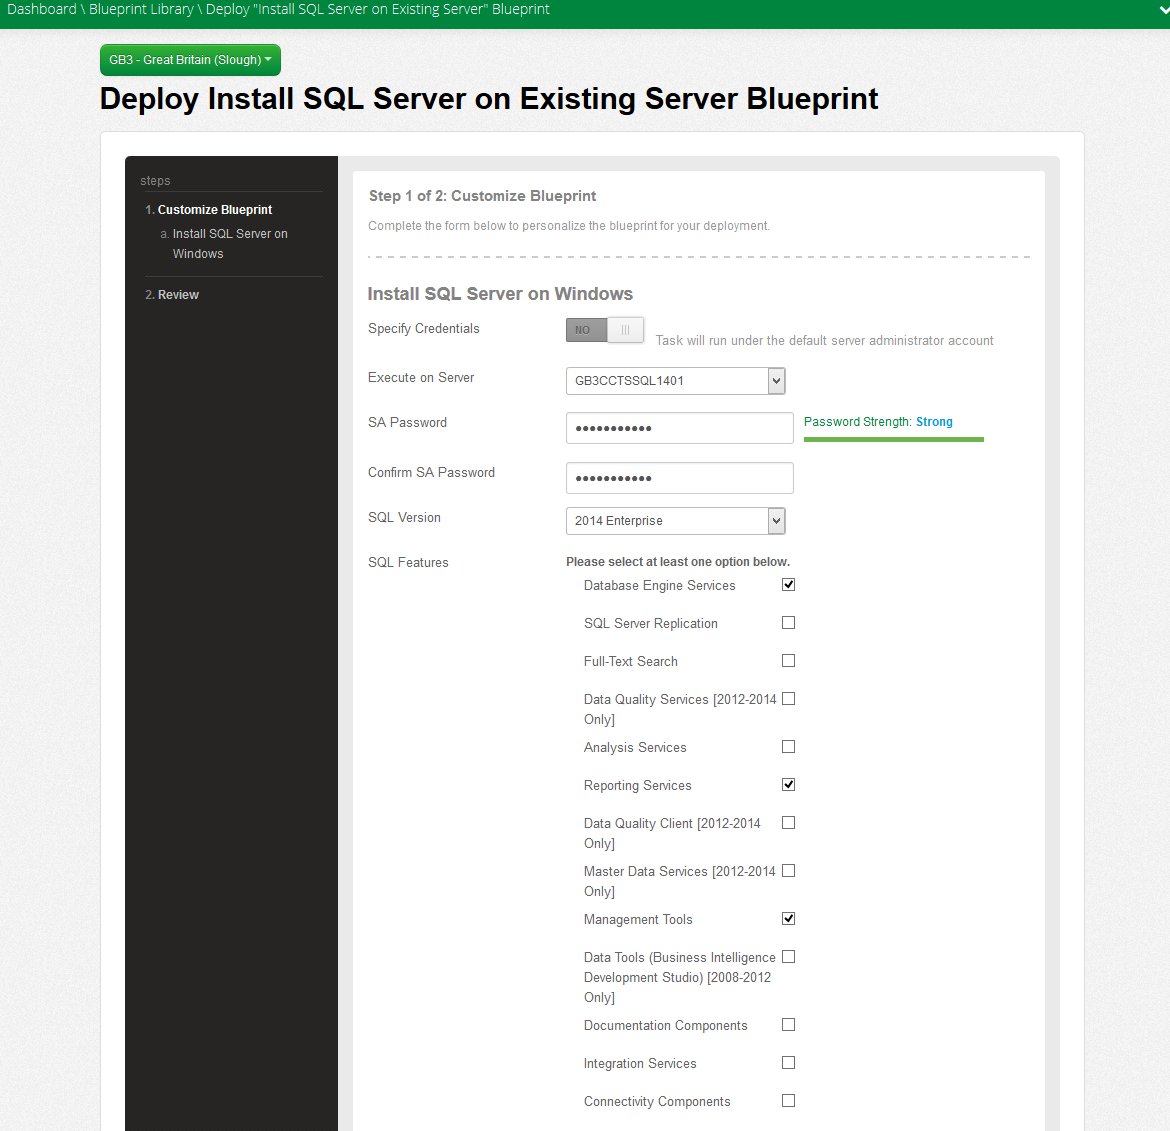 Dashboard \ Blueprint Library \ Deploy "Install SQL Server on Existing Server" Blueprint
GB3 - Great Britain (Slough)
Deploy Install SQL Server on Existing Server Blueprint
steps
1. Customize Blueprint
a. Install SQL Server on
Windows
2. Review
Step 1 of 2: Customize Blueprint
Complete the form below to personalize the blueprint for your deployment.
Install SQL Server on Windows
Specify Credentials
NO
Task will run under the default server administrator account
Execute on Server
GB3CCTSSQL1401
SA Password
•••••••••••
Password Strength: Strong
Confirm SA Password
•••••••••••
SQL Version
2014 Enterprise
SQL Features
Please select at least one option below.
Database Engine Services
SQL Server Replication
Full-Text Search
Data Quality Services [2012-2014
Only]
Analysis Services
Reporting Services
Data Quality Client [2012-2014
Only]
Master Data Services [2012-2014
Only]
Management Tools
Data Tools (Business Intelligence
Development Studio) [2008-2012
Only]
Documentation Components
Integration Services
Connectivity Components